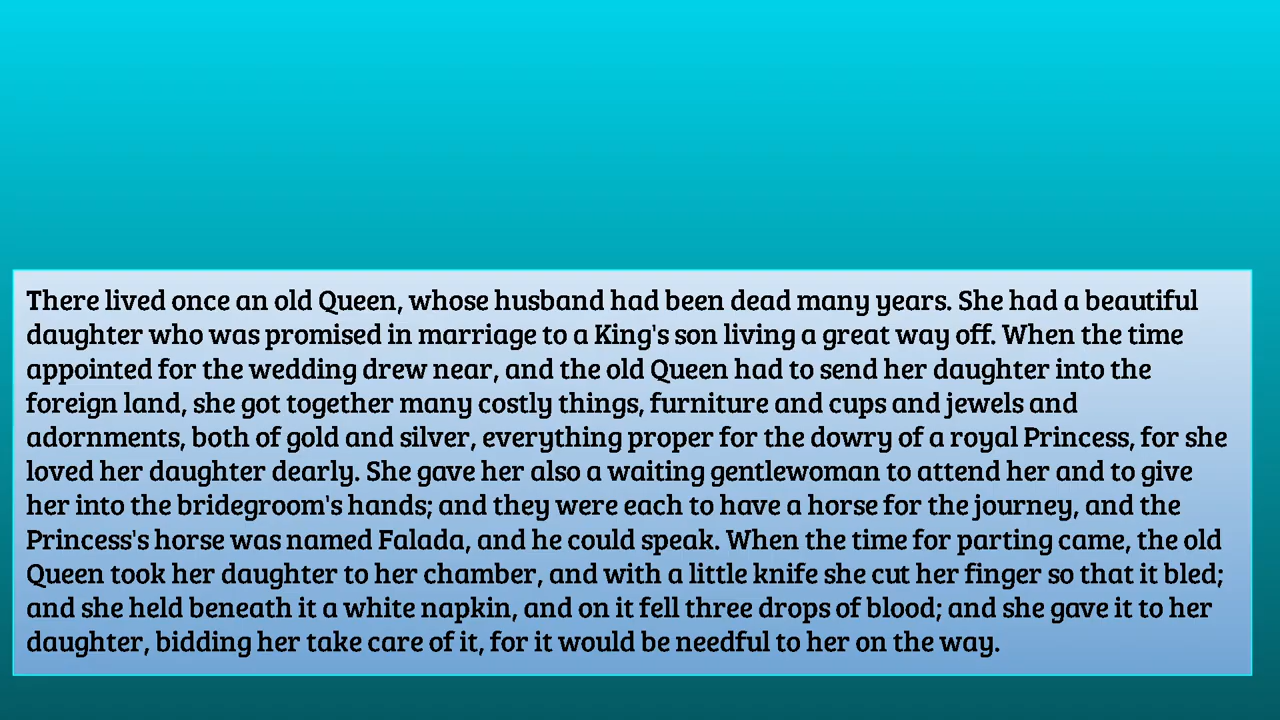 There lived once an old Queen, whose husband had been dead many years. She had a beautiful
daughter who was promised in marriage to a King's son living a great way off. When the time
appointed for the wedding drew near, and the old Queen had to send her daughter into the
foreign land, she got together many costly things, furniture and cups and jewels and
adornments, both of gold and silver, everything proper for the dowry of a royal Princess, for she
loved her daughter dearly. She gave her also a waiting gentlewoman to attend her and to give
her into the bridegroom's hands; and they were each to have a horse for the journey, and the
Princess's horse was named Falada, and he could speak. When the time for parting came, the old
Queen took her daughter to her chamber, and with a little knife she cut her finger so that it bled;
and she held beneath it a white napkin, and on it fell three drops of blood; and she gave it to her
daughter, bidding her take care of it, for it would be needful to her on the way.